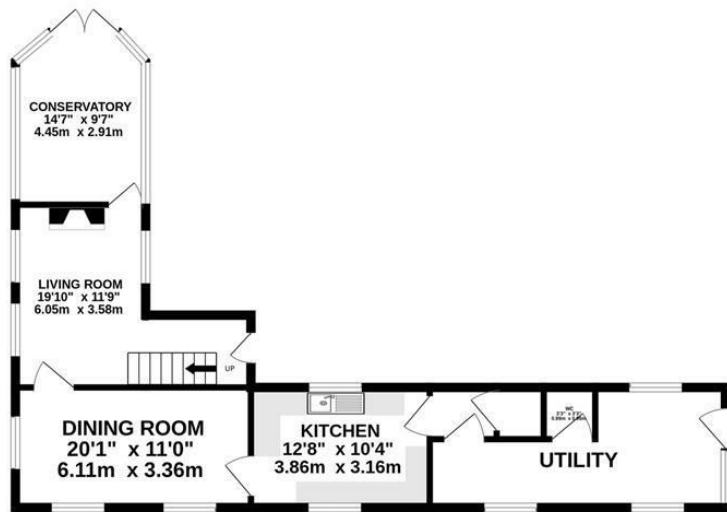 CONSERVATORY
14'7" x 9'7"
4.45m x 2.91m
LIVING ROOM
19'10" x 11'9"
6.05m x 3.58m
UP
DINING ROOM
20'1" x 11'0"
6.11m x 3.36m
KITCHEN
12'8" x 10'4"
3.86m x 3.16m
WC
UTILITY